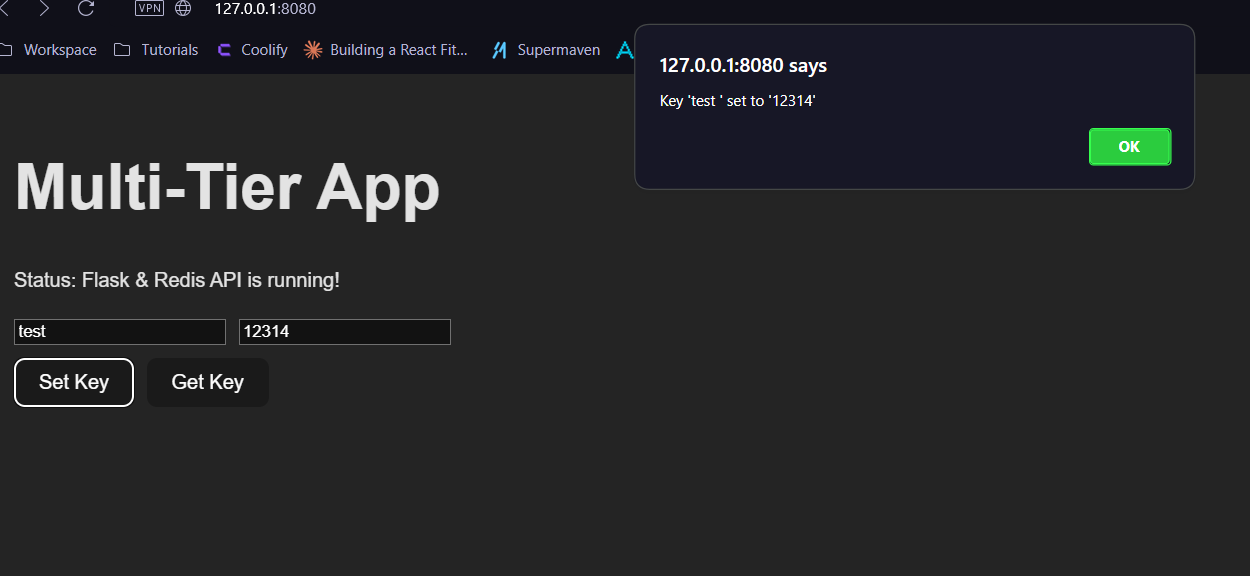 VPN 127.0.0.1:8080
Workspace Tutorials Coolify Building a React Fit... Supermaven
127.0.0.1:8080 says
Key 'test ' set to '12314'
OK
Multi-Tier App
Status: Flask & Redis API is running!
test 12314
Set Key Get Key